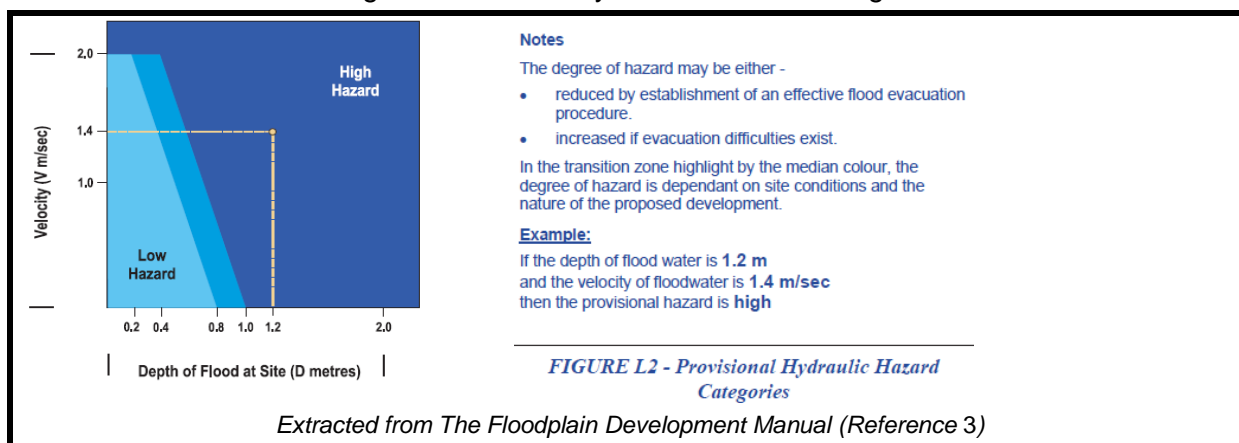 2.0
High
Hazard
1.4
1.0
Velocity (V m/sec)
Low
Hazard
0.2 0.4 0.8 1.0 1.2 2.0
Depth of Flood at Site (D metres)
Notes
The degree of hazard may be either -
• reduced by establishment of an effective flood evacuation
procedure.
• increased if evacuation difficulties exist.
In the transition zone highlight by the median colour, the
degree of hazard is dependant on site conditions and the
nature of the proposed development.
Example:
If the depth of flood water is 1.2 m
and the velocity of floodwater is 1.4 m/sec
then the provisional hazard is high
FIGURE L2 - Provisional Hydraulic Hazard
Categories
Extracted from The Floodplain Development Manual (Reference 3)